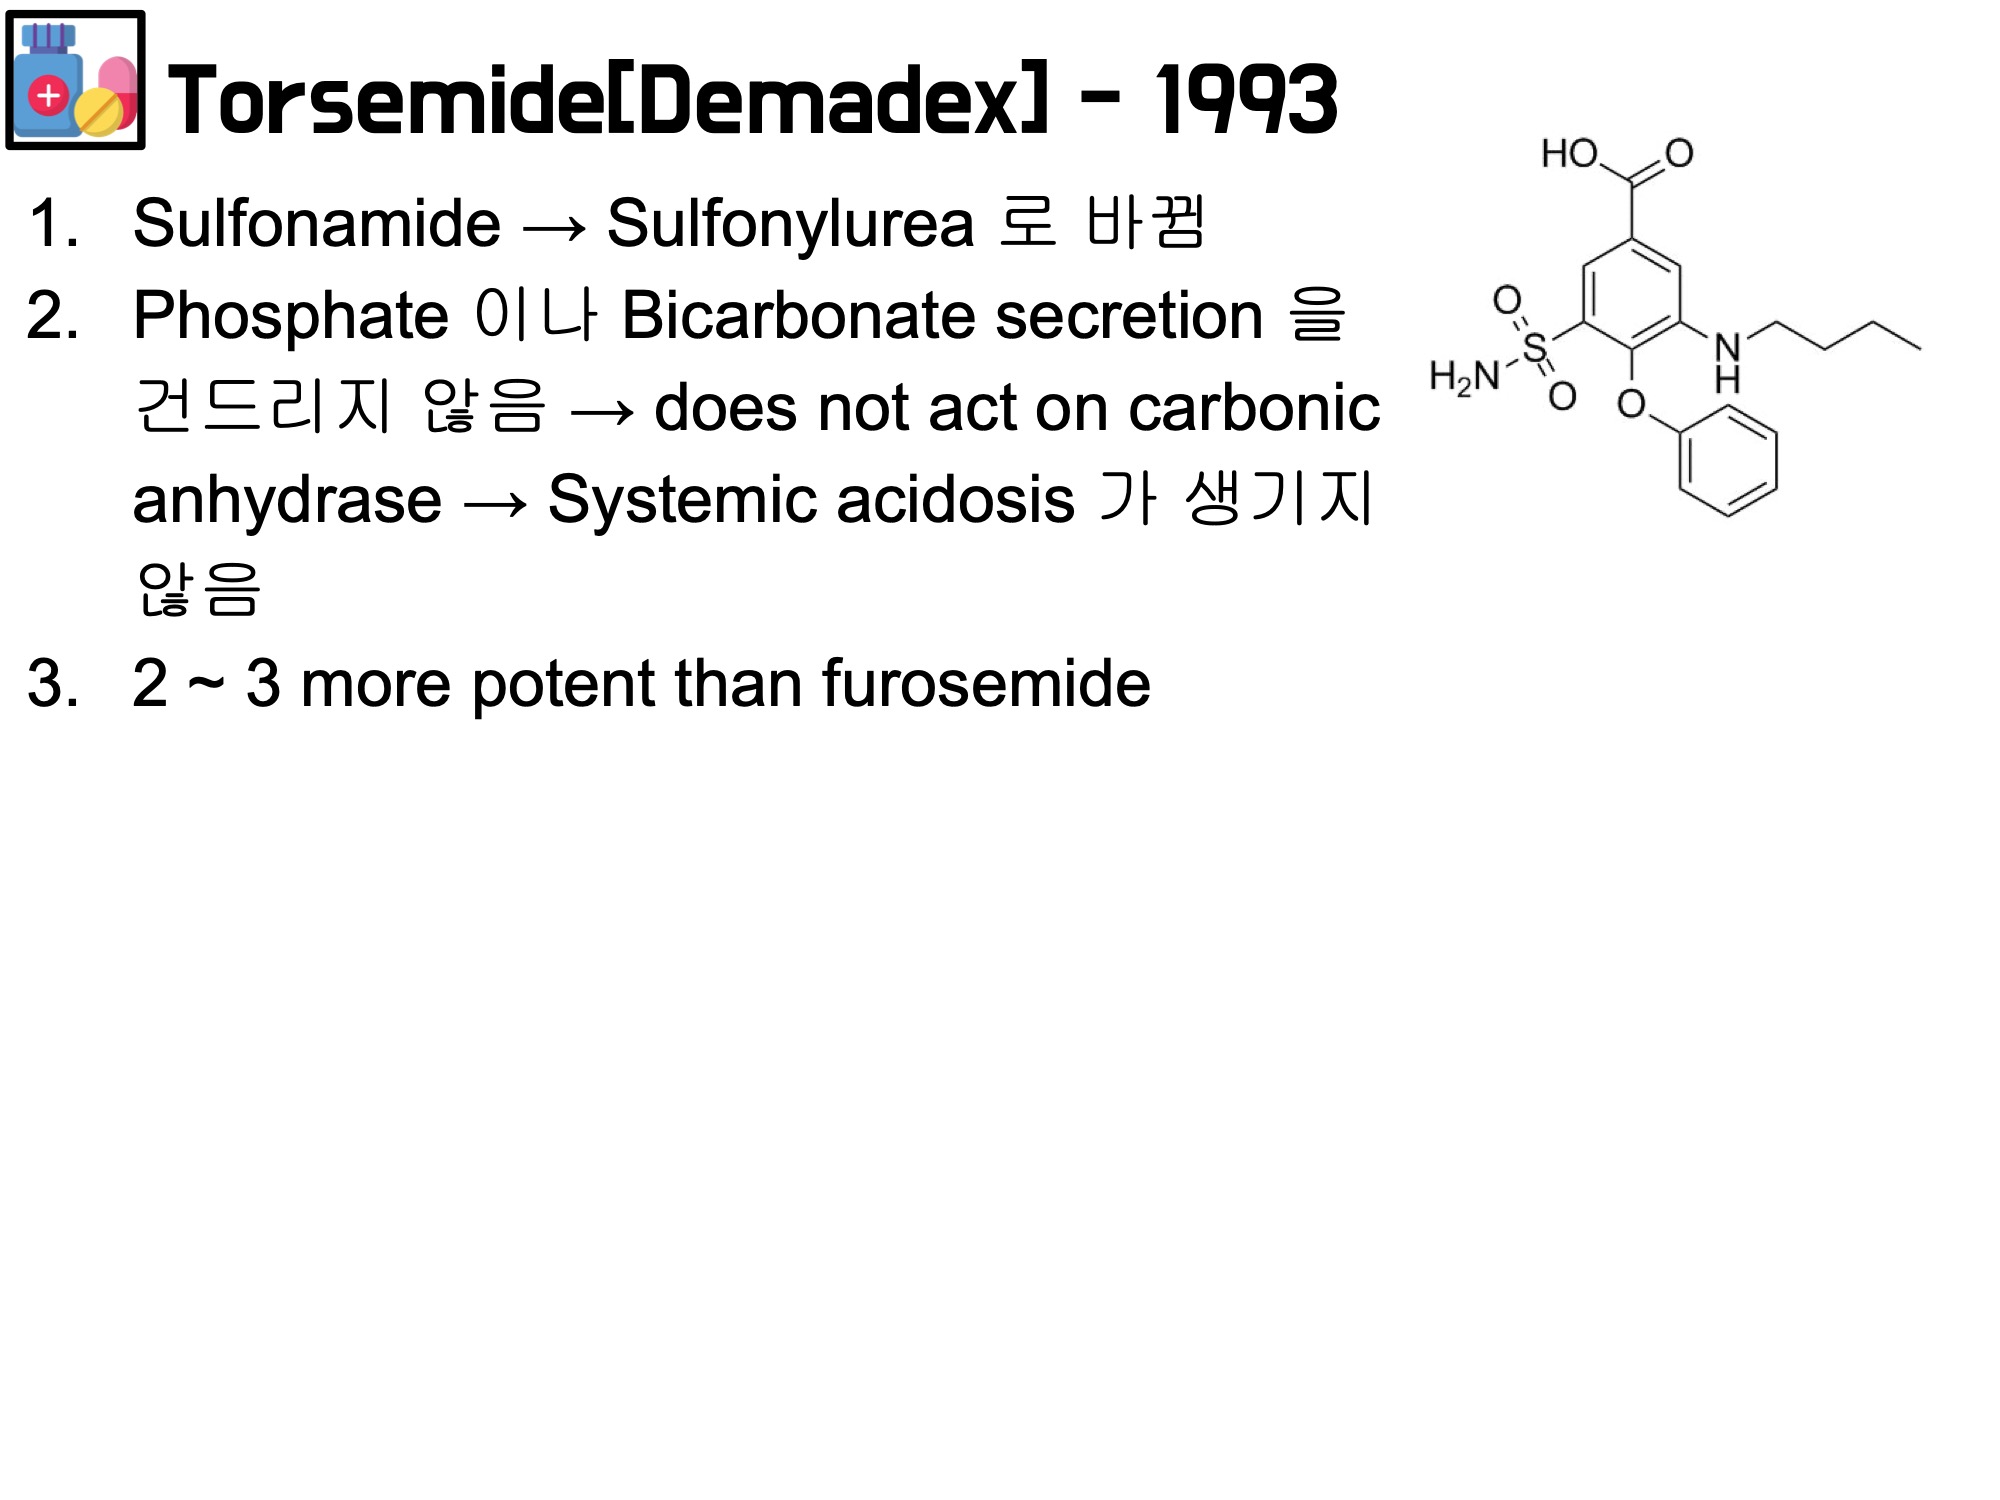 Torsemide[Demadex] - 1993
1. Sulfonamide → Sulfonylurea 로 바뀜
2. Phosphate 이나 Bicarbonate secretion 을
건드리지 않음 → does not act on carbonic
anhydrase → Systemic acidosis 가 생기지
않음
3. 2 ~ 3 more potent than furosemide
HO
O
O
S
H₂N
O
N
H
O